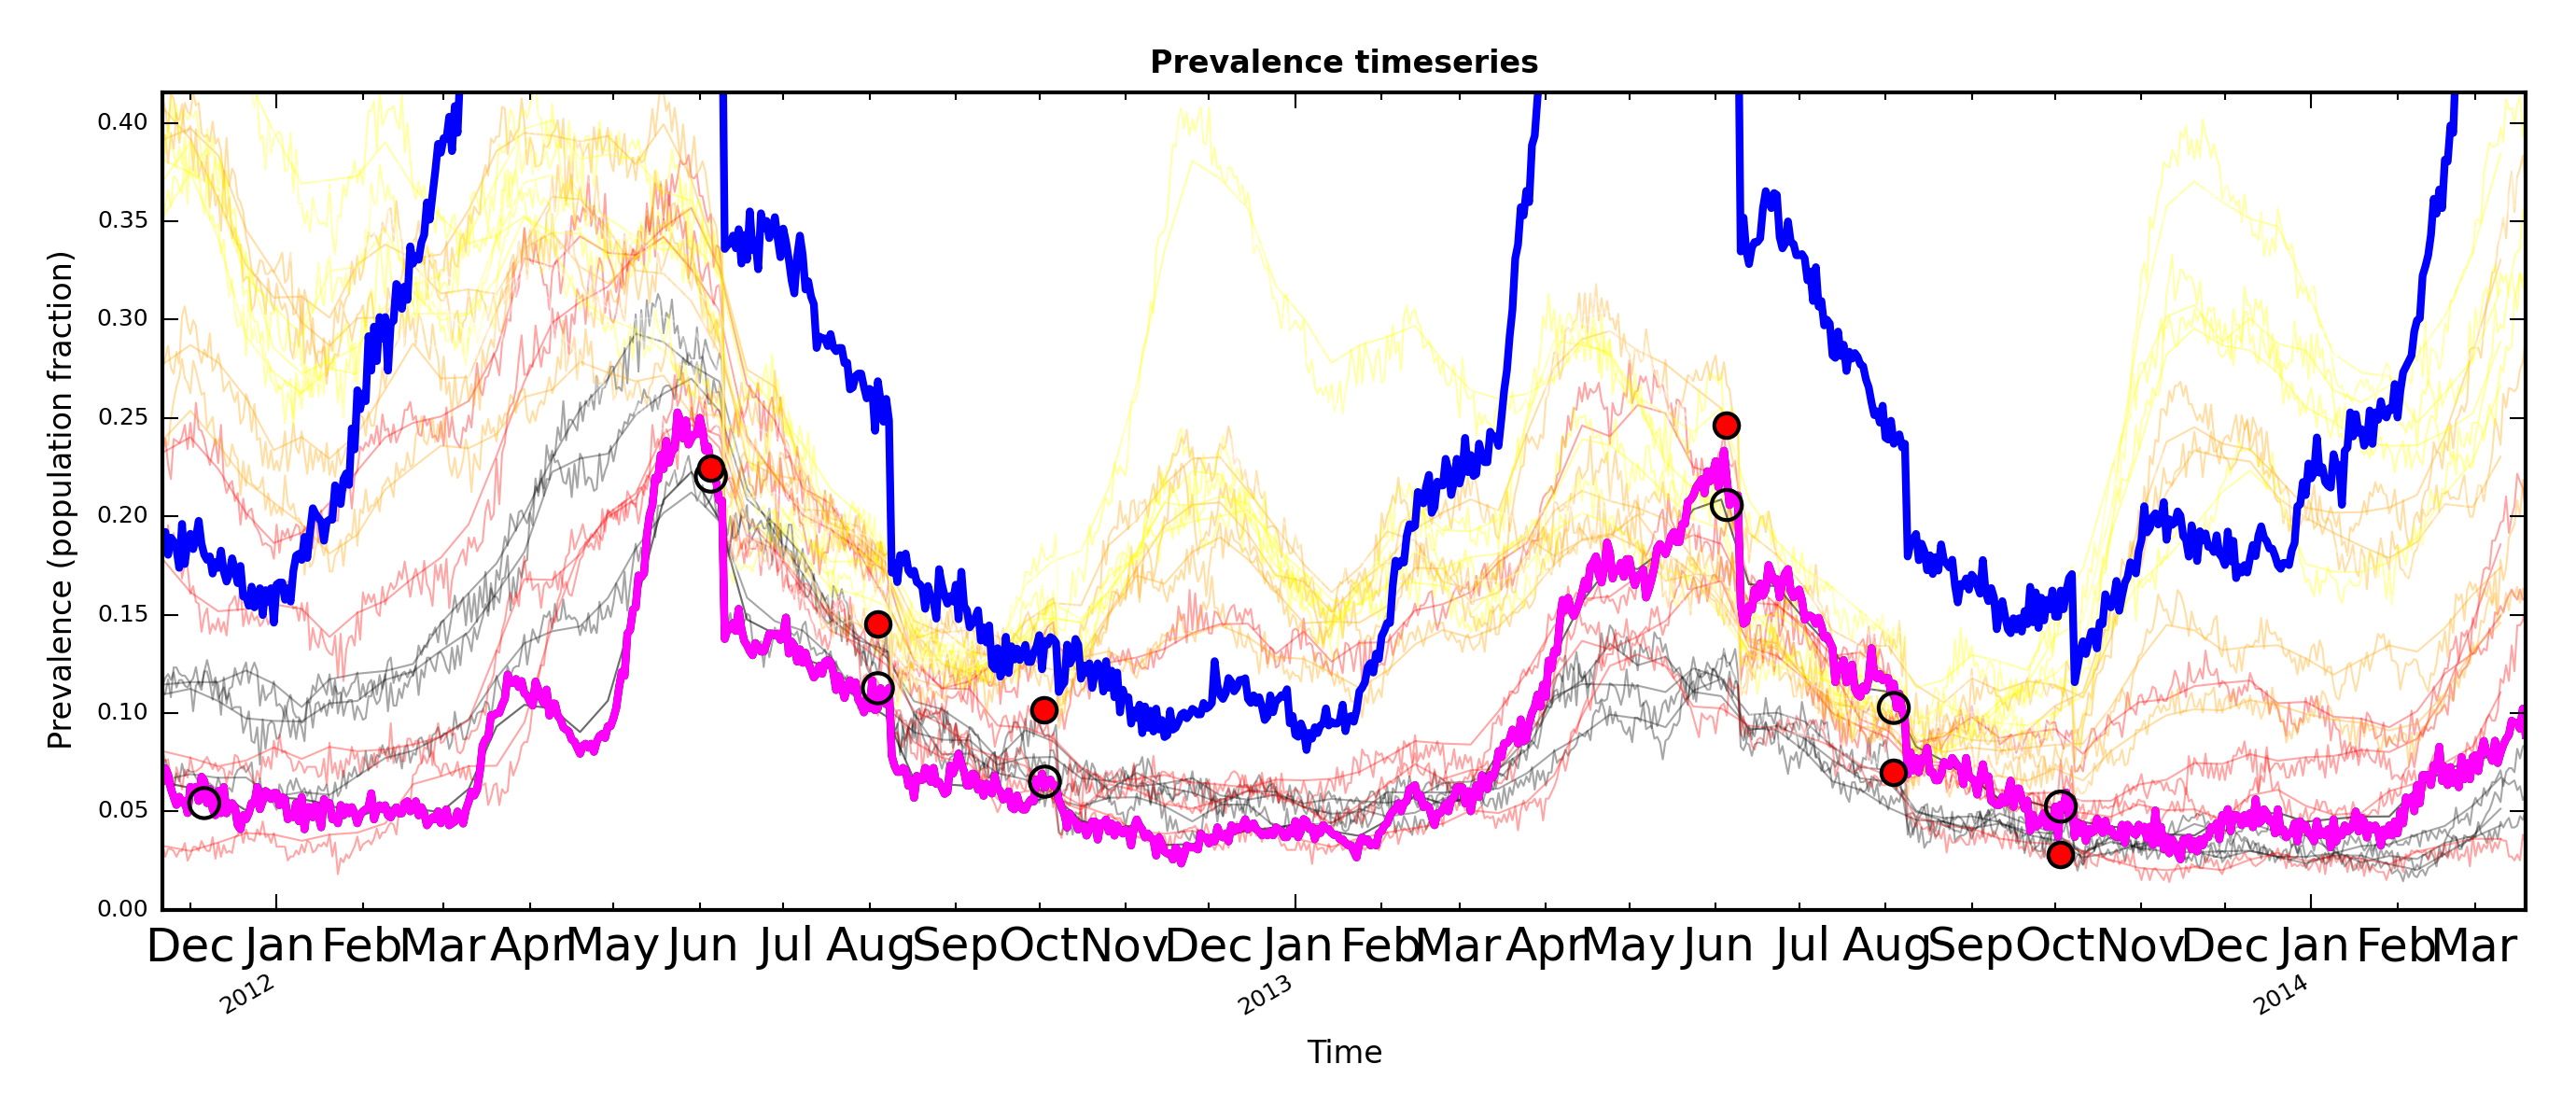 Prevalence timeseries
Prevalence (population fraction)
0.40
0.35
0.30
0.25
0.20
0.15
0.10
0.05
0.00
Dec Jan Feb Mar Apr May Jun Jul Aug Sep Oct Nov Dec Jan Feb Mar Apr May Jun Jul Aug Sep Oct Nov Dec Jan Feb Mar
2012 2013 2014
Time